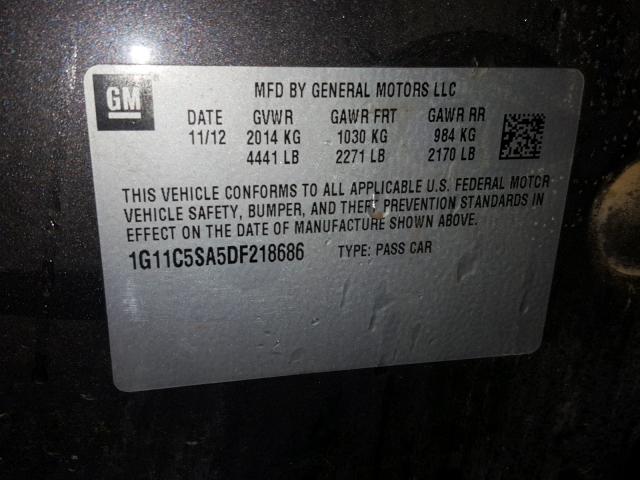 GM
MFD BY GENERAL MOTORS LLC
DATE GVWR GAWR FRT GAWR RR
11/12 2014 KG 1030 KG 984 KG
4441 LB 2271 LB 2170 LB
THIS VEHICLE CONFORMS TO ALL APPLICABLE U.S. FEDERAL MOTOR
VEHICLE SAFETY, BUMPER, AND THEFT PREVENTION STANDARDS IN
EFFECT ON THE DATE OF MANUFACTURE SHOWN ABOVE.
1G11C5SA5DF218686 TYPE: PASS CAR